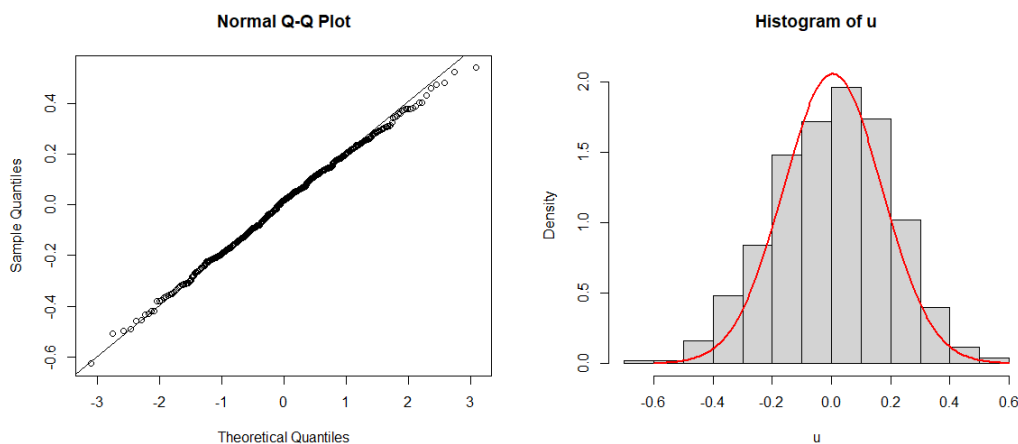 Normal Q-Q Plot
Sample Quantiles
0.4
0.2
0.0
-0.2
-0.4
-0.6
-3 -2 -1 0 1 2 3
Theoretical Quantiles
Histogram of u
Density
2.0
1.5
1.0
0.5
0.0
-0.6 -0.4 -0.2 0.0 0.2 0.4 0.6
u